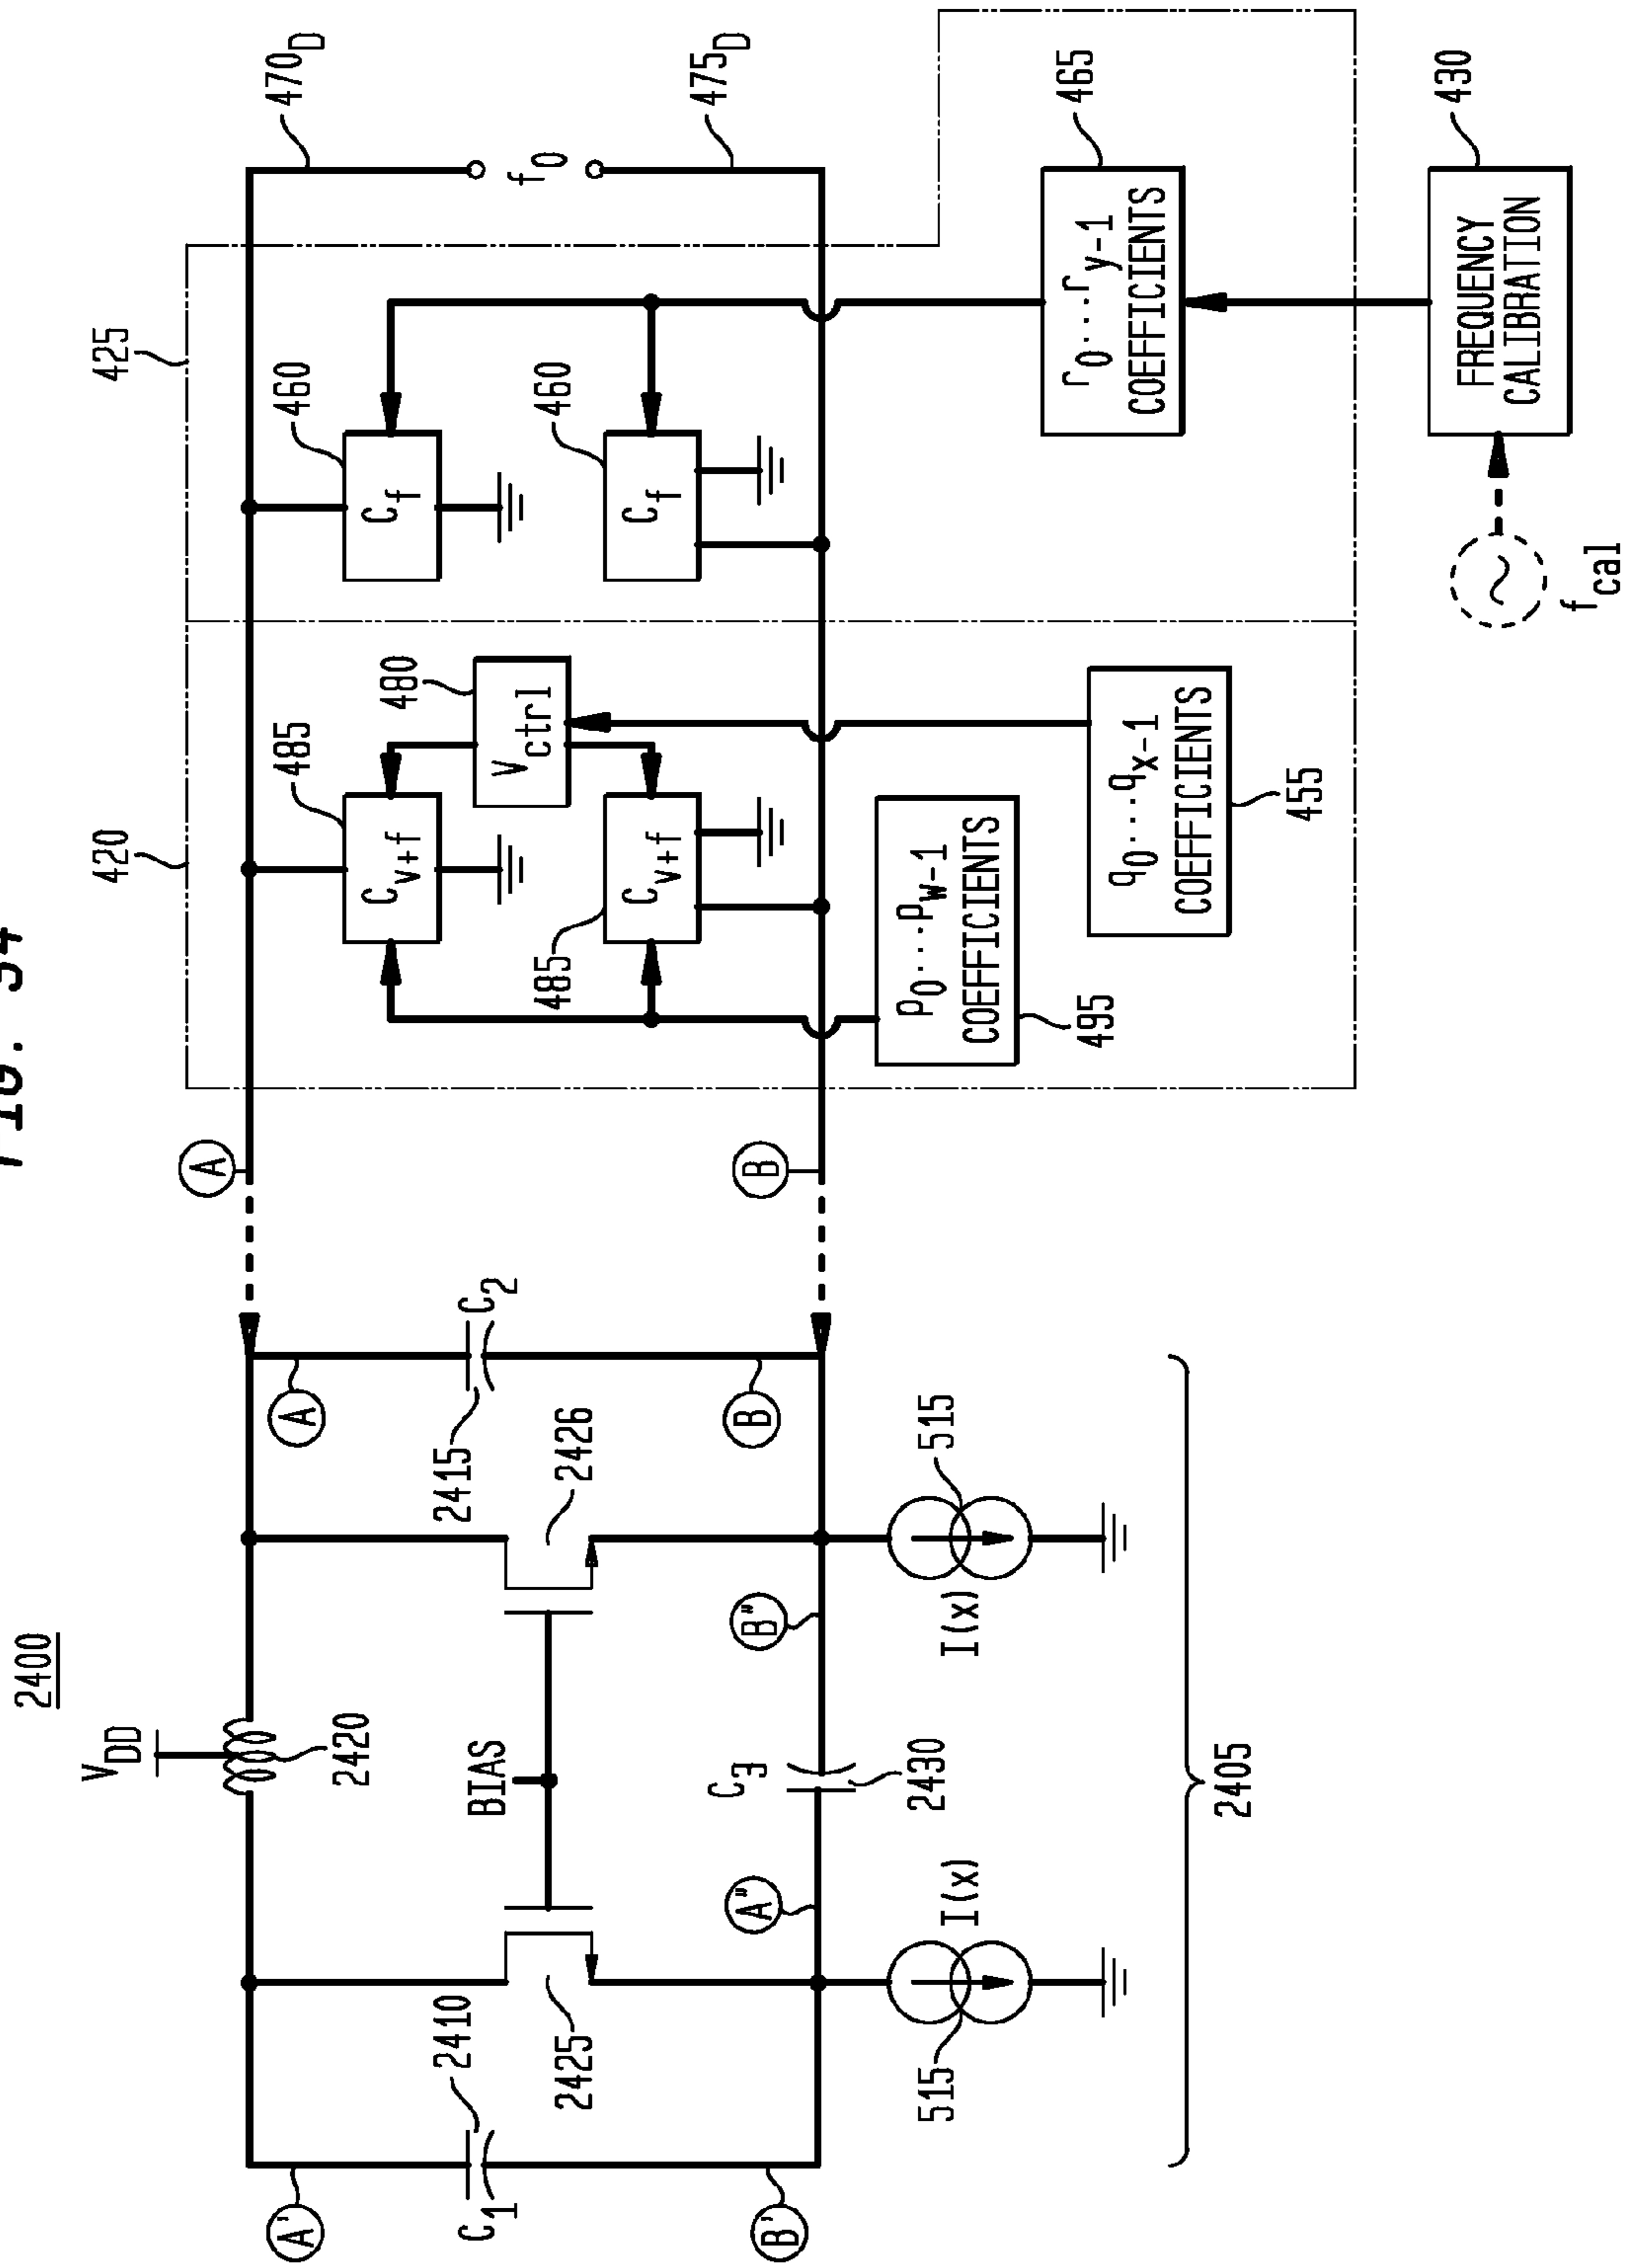 FIG. 34
2400
V_DD
2420
A'
C_1
2410
B'
2425
BIAS
2426
2415
C_2
A
B
A"
B"
C_3
2430
515
I(x)
I(x)
515
2405
A
B
420
425
485
C_v+f
480
V_ctrl
485
C_v+f
460
C_f
460
C_f
470_D
f_0
475_D
p_0...p_w-1
COEFFICIENTS
495
q_0...q_x-1
COEFFICIENTS
455
r_0...r_y-1
COEFFICIENTS
465
FREQUENCY
CALIBRATION
430
f_cal